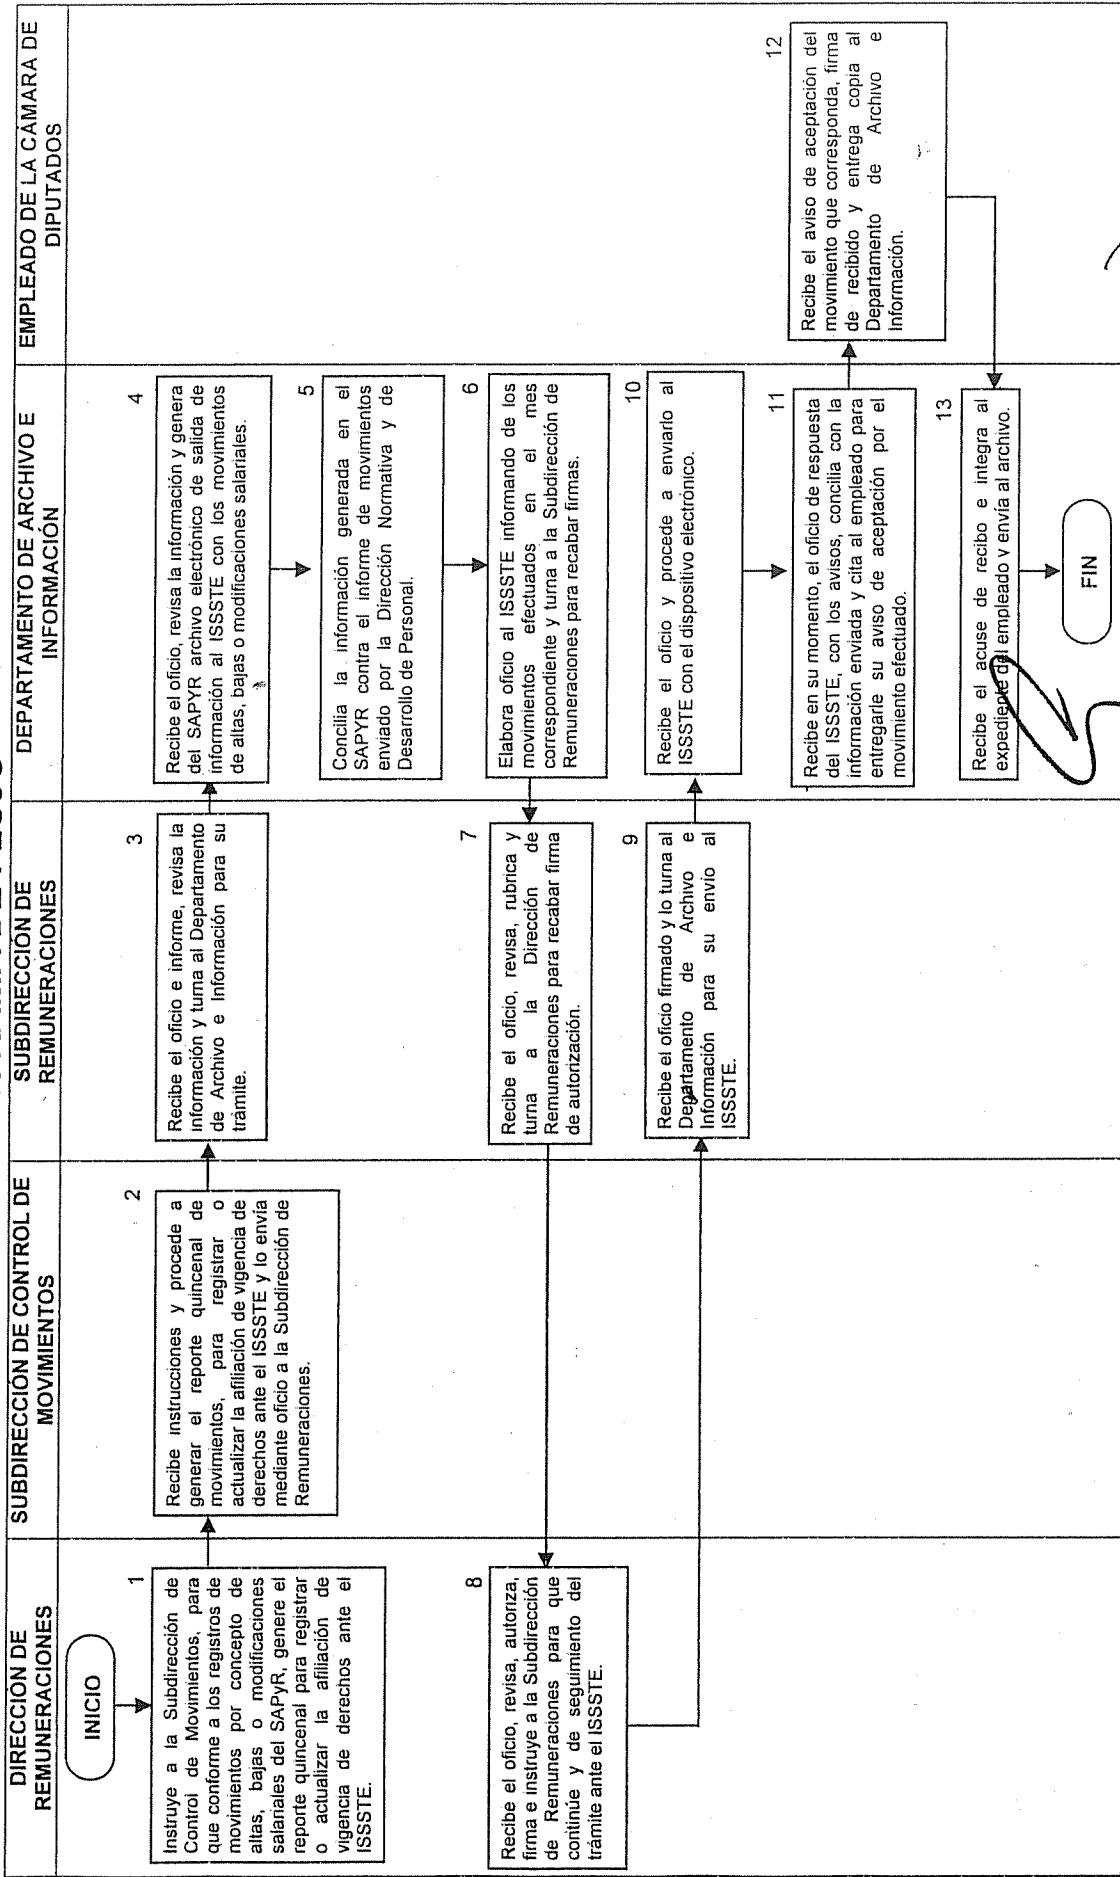 DIRECCIÓN DE
REMUNERACIONES
SUBDIRECCIÓN DE CONTROL DE
MOVIMIENTOS
SUBDIRECCIÓN DE
REMUNERACIONES
DEPARTAMENTO DE ARCHIVO E
INFORMACIÓN
EMPLEADO DE LA CÁMARA DE
DIPUTADOS
INICIO
1
Instruye a la Subdirección de
Control de Movimientos, para
que conforme a los registros de
movimientos por concepto de
altas, bajas o modificaciones
salariales del SAPyR, genere el
reporte quincenal para registrar
o actualizar la afiliación de
vigencia de derechos ante el
ISSSTE.
2
Recibe instrucciones y procede a
generar el reporte quincenal de
movimientos, para registrar o
actualizar la afiliación de vigencia de
derechos ante el ISSSTE y lo envía
mediante oficio a la Subdirección de
Remuneraciones.
3
Recibe el oficio e informe, revisa la
información y turna al Departamento
de Archivo e Información para su
trámite.
4
Recibe el oficio, revisa la información y genera
del SAPYR archivo electrónico de salida de
información al ISSSTE con los movimientos
de altas, bajas o modificaciones salariales.
5
Concilia la información generada en el
SAPYR contra el informe de movimientos
enviado por la Dirección Normativa y de
Desarrollo de Personal.
6
Elabora oficio al ISSSTE informando de los
movimientos efectuados en el mes
correspondiente y turna a la Subdirección de
Remuneraciones para recabar firmas.
7
Recibe el oficio, revisa, rubrica y
turna a la Dirección de
Remuneraciones para recabar firma
de autorización.
8
Recibe el oficio, revisa, autoriza,
firma e instruye a la Subdirección
de Remuneraciones para que
continúe y de seguimiento del
trámite ante el ISSSTE.
9
Recibe el oficio firmado y lo turna al
Departamento de Archivo e
Información para su envío al
ISSSTE.
10
Recibe el oficio y procede a enviarlo al
ISSSTE con el dispositivo electrónico.
11
Recibe en su momento, el oficio de respuesta
del ISSSTE, con los avisos, concilia con la
información enviada y cita al empleado para
entregarle su aviso de aceptación por el
movimiento efectuado.
12
Recibe el aviso de aceptación del
movimiento que corresponda, firma
de recibido y entrega copia al
Departamento de Archivo e
Información.
13
Recibe el acuse de recibo e integra al
expediente del empleado y envía al archivo.
FIN